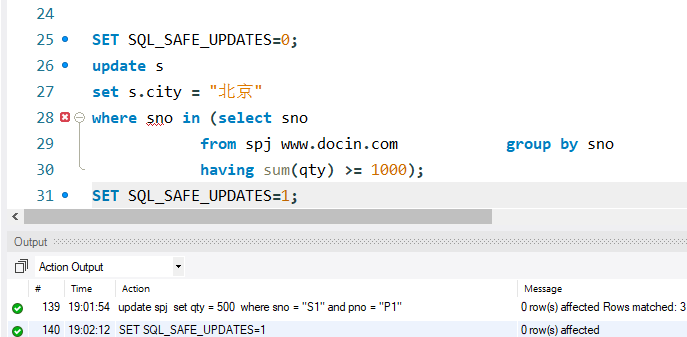 24
25 SET SQL_SAFE_UPDATES=0;
26 update s
27 set s.city = "北京"
28 where sno in (select sno
29 from spj www.docin.com group by sno
30 having sum(qty) >= 1000);
31 SET SQL_SAFE_UPDATES=1;
Output
Action Output
# Time Action Message
139 19:01:54 update spj set qty = 500 where sno = "S1" and pno = "P1" 0 row(s) affected Rows matched: 3
140 19:02:12 SET SQL_SAFE_UPDATES=1 0 row(s) affected